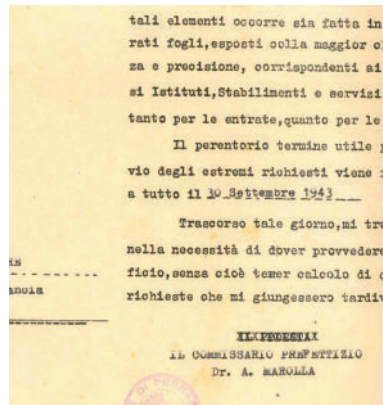 tali elementi occorre sia fatta in
rati fogli,esposti colla maggior
za e precisione, corrispondenti ai
si Istituti,Stabilimenti e servizi
tanto per le entrate,quanto per le
Il perentorio termine utile
vio degli estremi richiesti viene
a tutto il 30 Settembre 1943
Trascorso tale giorno,mi
nella necessità di dover provvedere
ficio,senza cioè temer calcolo di
richieste che mi giungessero
IL PODESTA
IL COMMISSARIO PREFETTIZIO
Dr. A. MAROLLA